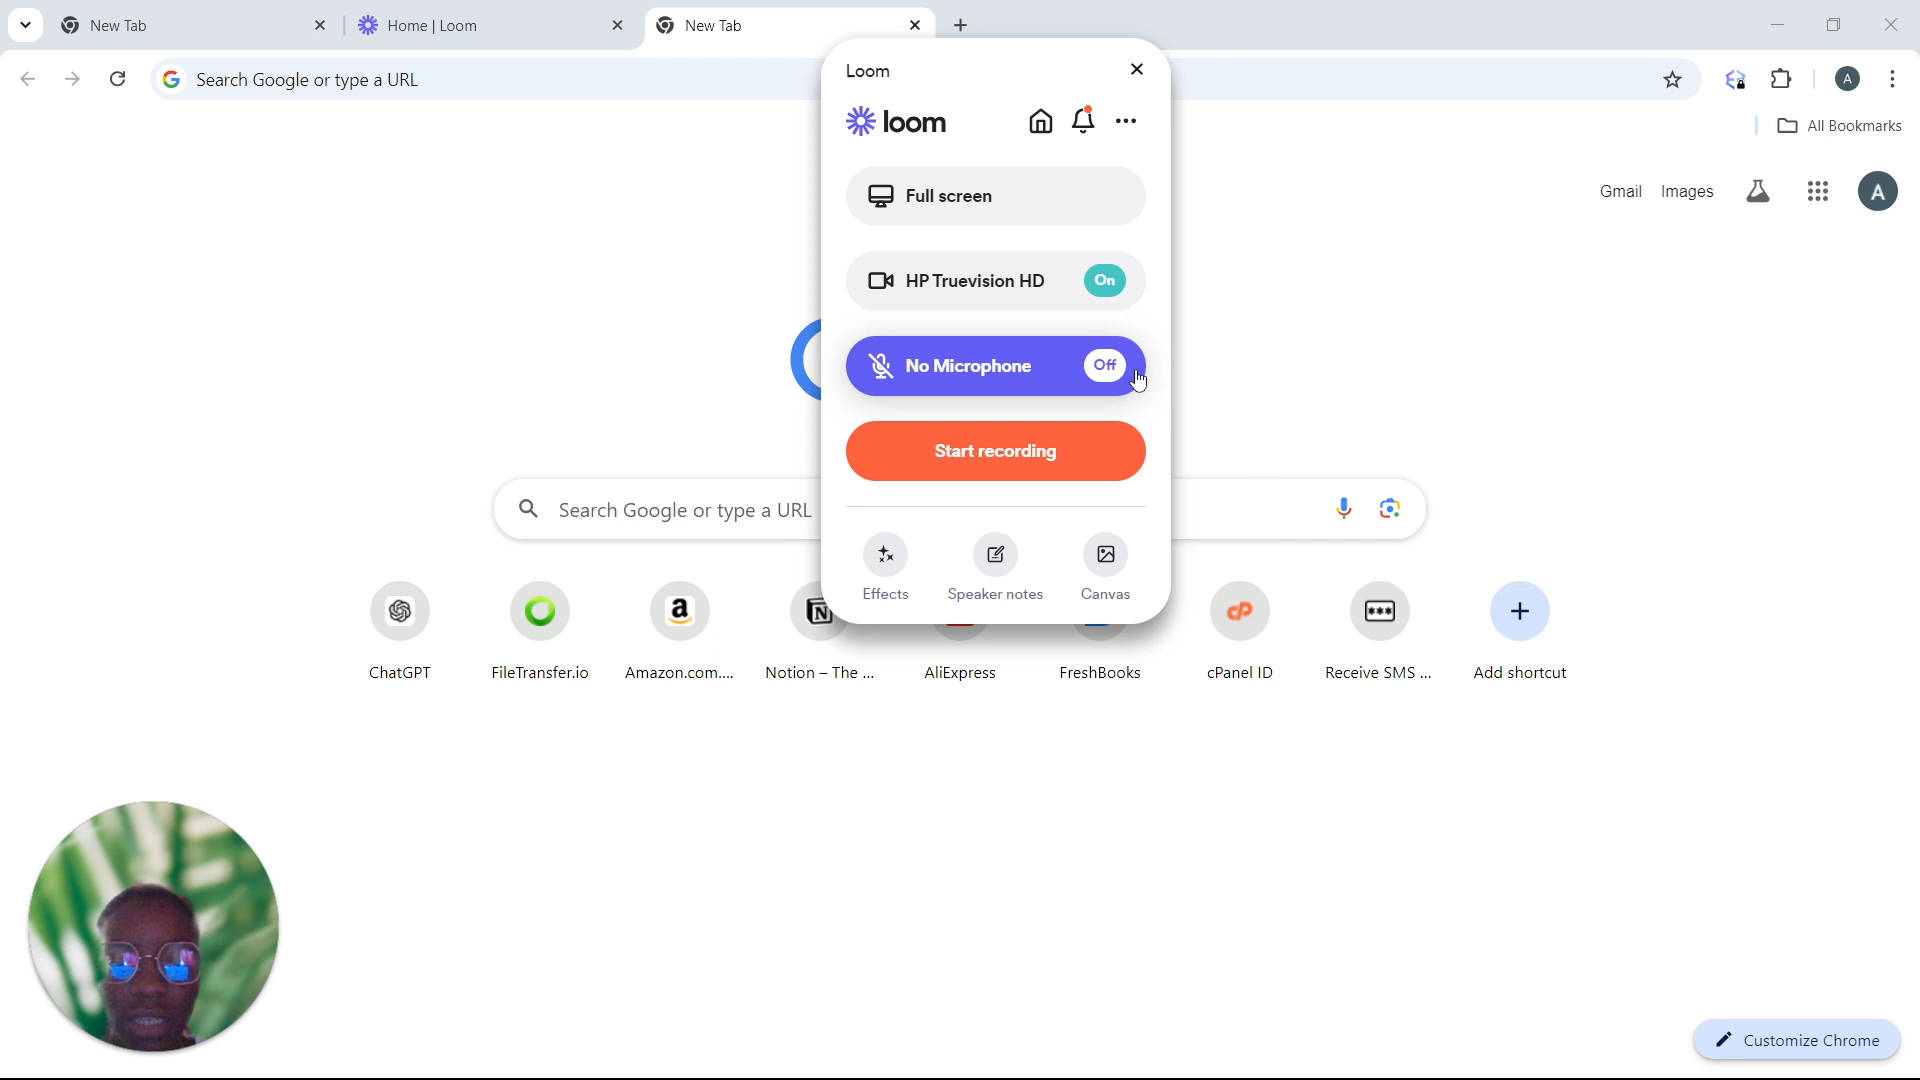 New Tab
Home | Loom
New Tab
Search Google or type a URL
A
All Bookmarks
Gmail
Images
A
Loom
loom
Full screen
HP Truevision HD
On
No Microphone
Off
Start recording
Effects
Speaker notes
Canvas
Search Google or type a URL
ChatGPT
FileTransfer.io
Amazon.com....
Notion – The ...
AliExpress
FreshBooks
cPanel ID
Receive SMS ...
Add shortcut
Customize Chrome